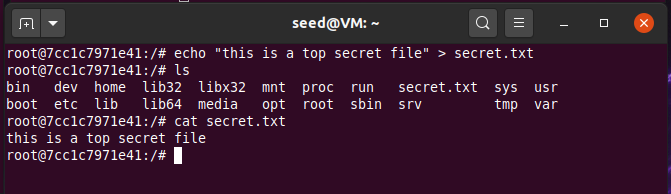 seed@VM: ~
root@7cc1c7971e41:/# echo "this is a top secret file" > secret.txt
root@7cc1c7971e41:/# ls
bin   dev  home  lib32  libx32  mnt  proc  run   secret.txt  sys  usr
boot  etc  lib   lib64  media   opt  root  sbin  srv         tmp  var
root@7cc1c7971e41:/# cat secret.txt
this is a top secret file
root@7cc1c7971e41:/#